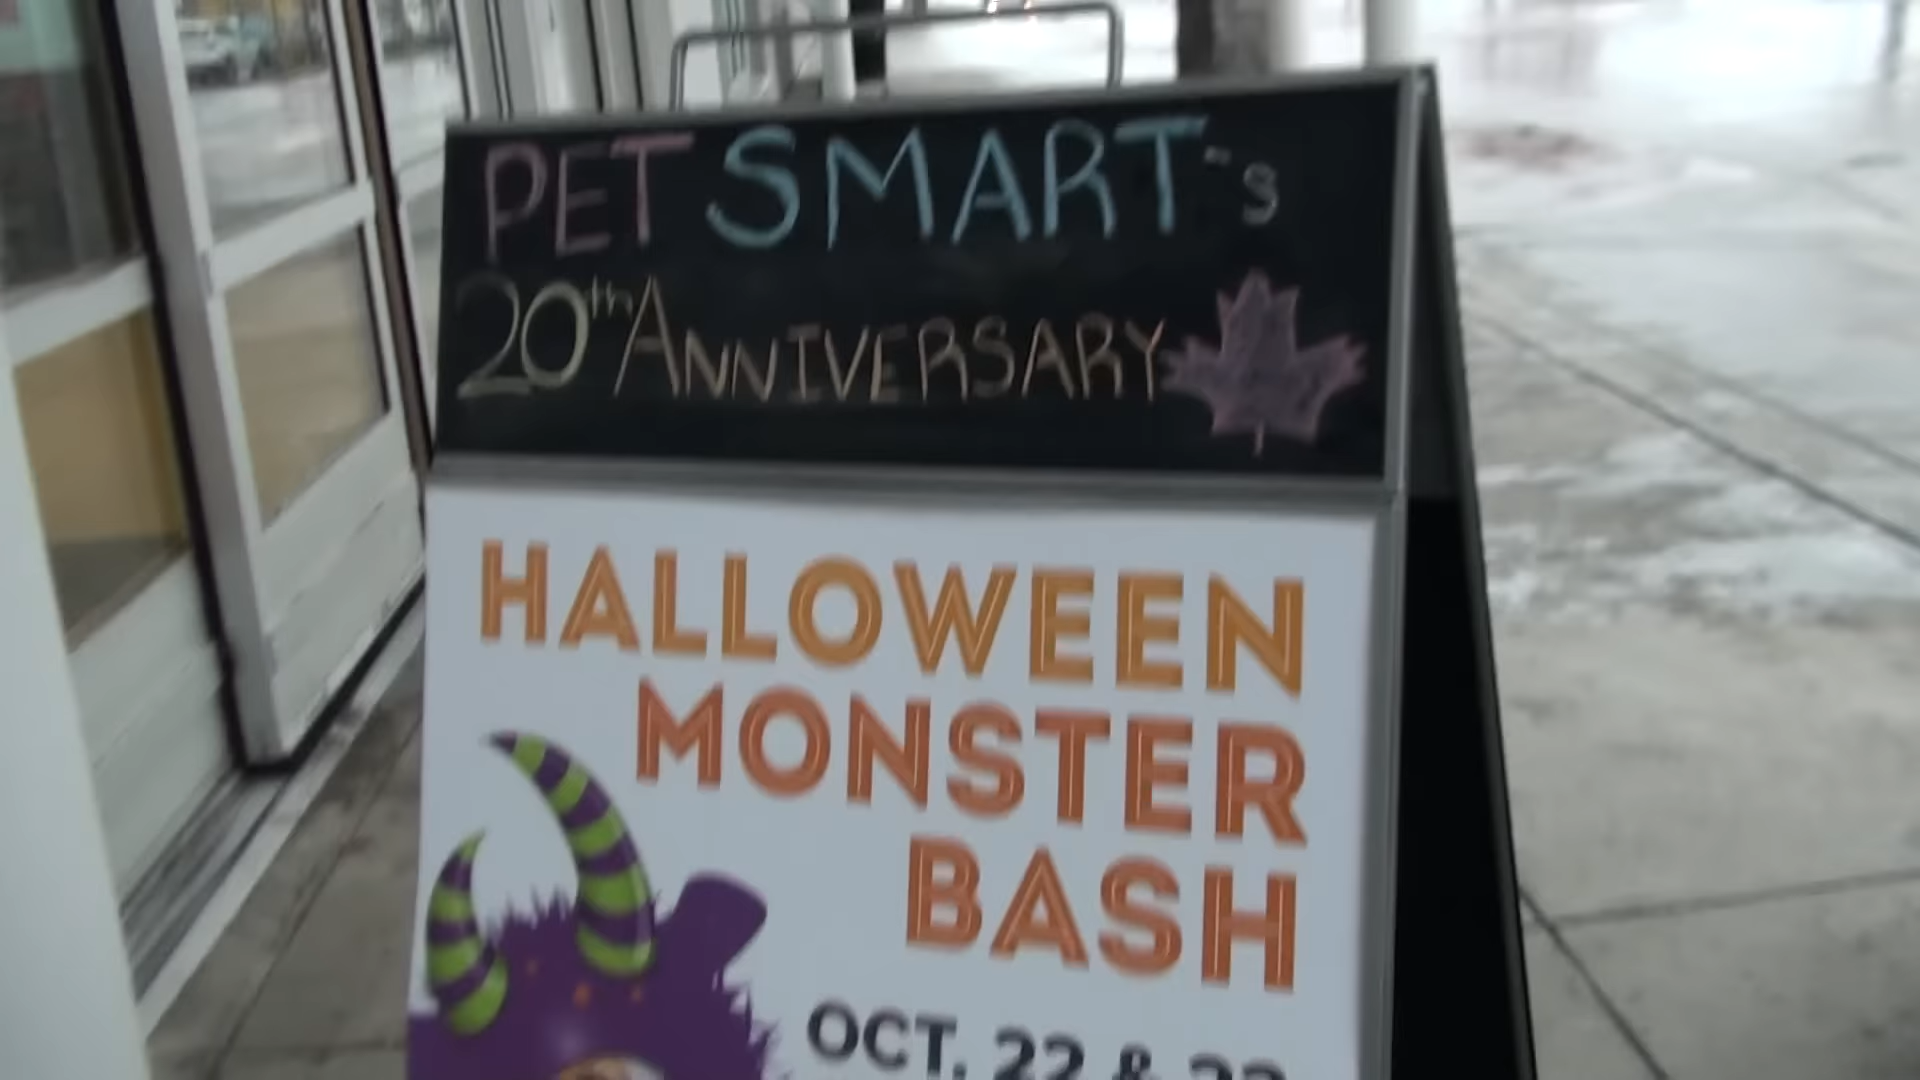 PET SMART's
20th ANNIVERSARY
HALLOWEEN
MONSTER
BASH
OCT. 22 &